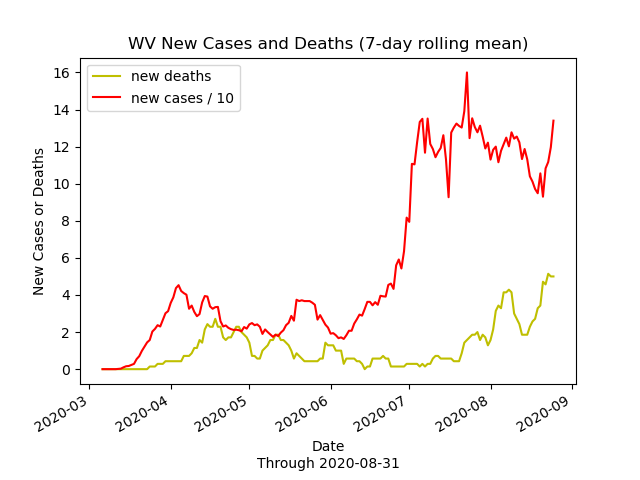 WV New Cases and Deaths (7-day rolling mean)
new deaths
new cases / 10
New Cases or Deaths
16
14
12
10
8
6
4
2
0
2020-03
2020-04
2020-05
2020-06
2020-07
2020-08
2020-09
Date
Through 2020-08-31